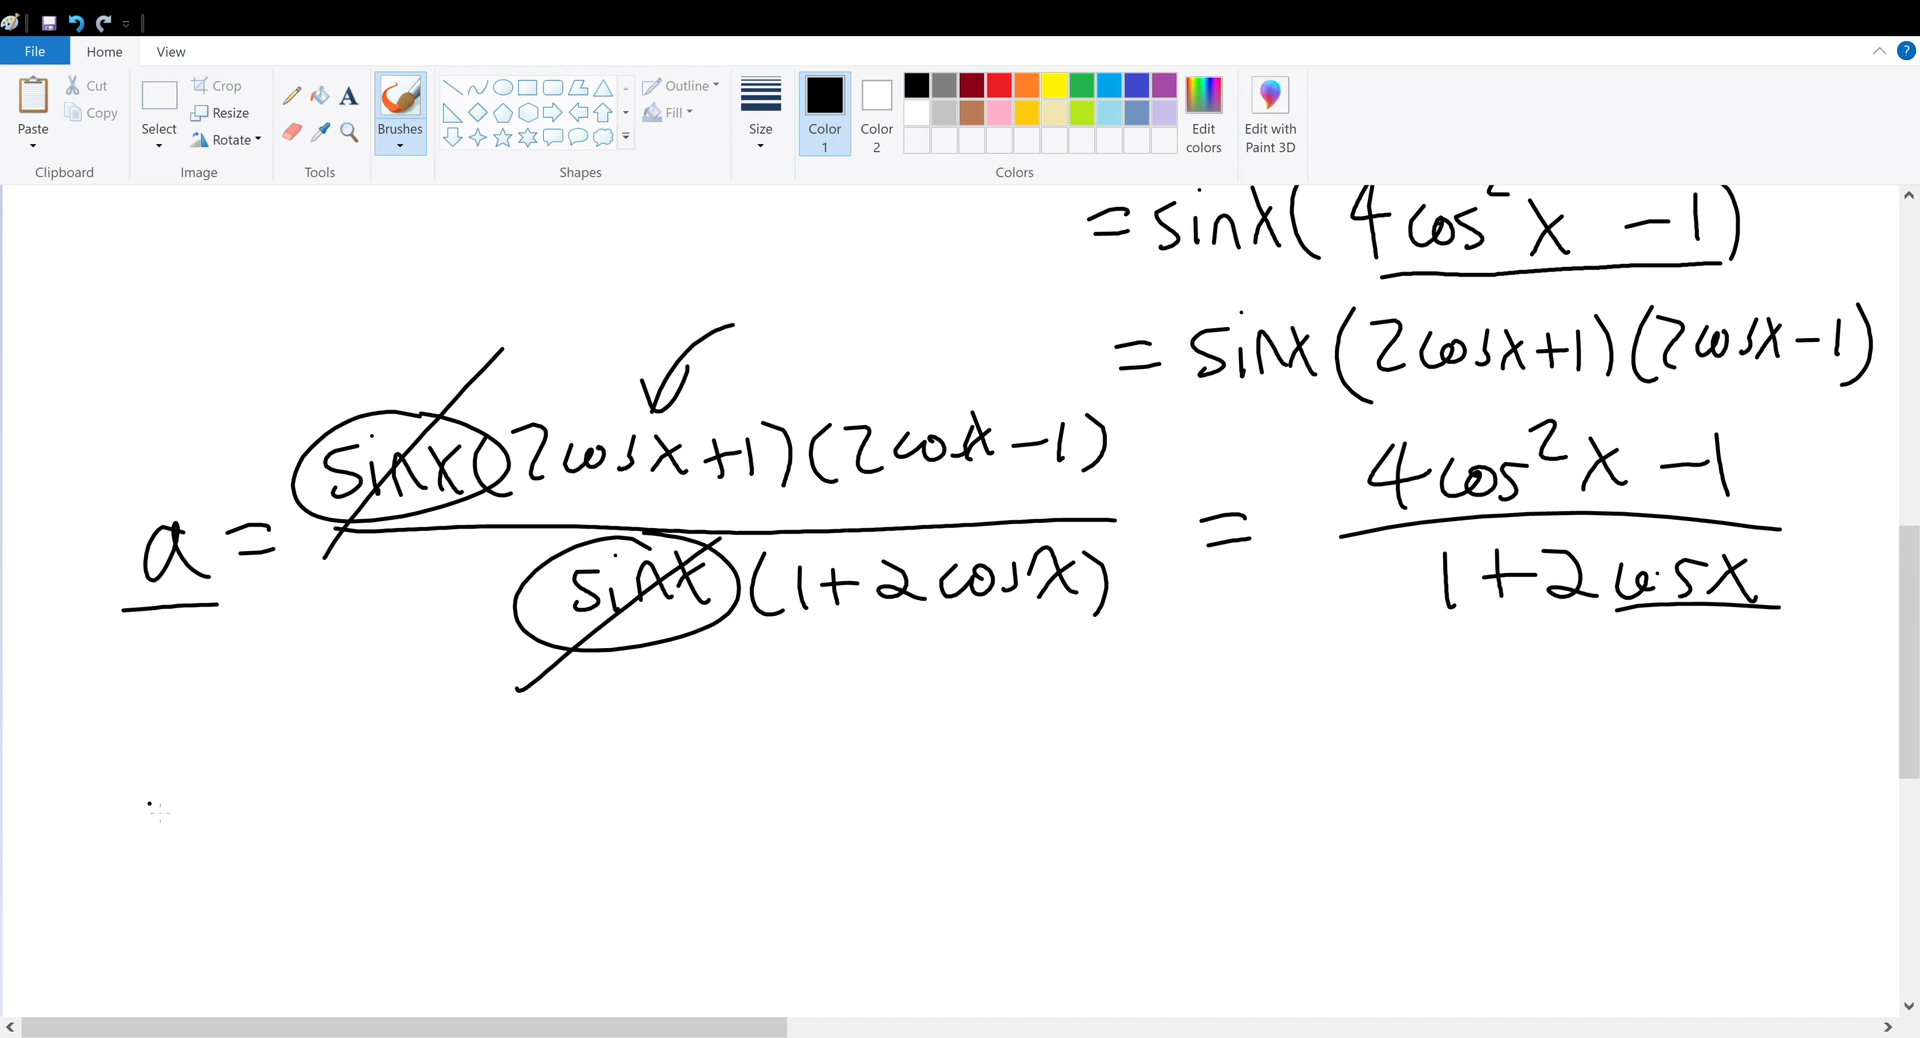 File Home View
Paste Cut Copy Clipboard
Select Crop Resize Rotate Image
Tools
Brushes
Outline Fill Shapes
Size
Color 1 Color 2 Edit colors Colors
Edit with Paint 3D
= sinx( 4cos² x - 1)
= sinx(2cosx+1)(2cosx-1)
a = sinx(2cosx+1)(2cosx-1) / sinx(1+2cosx) = 4cos²x-1 / 1+2cosx